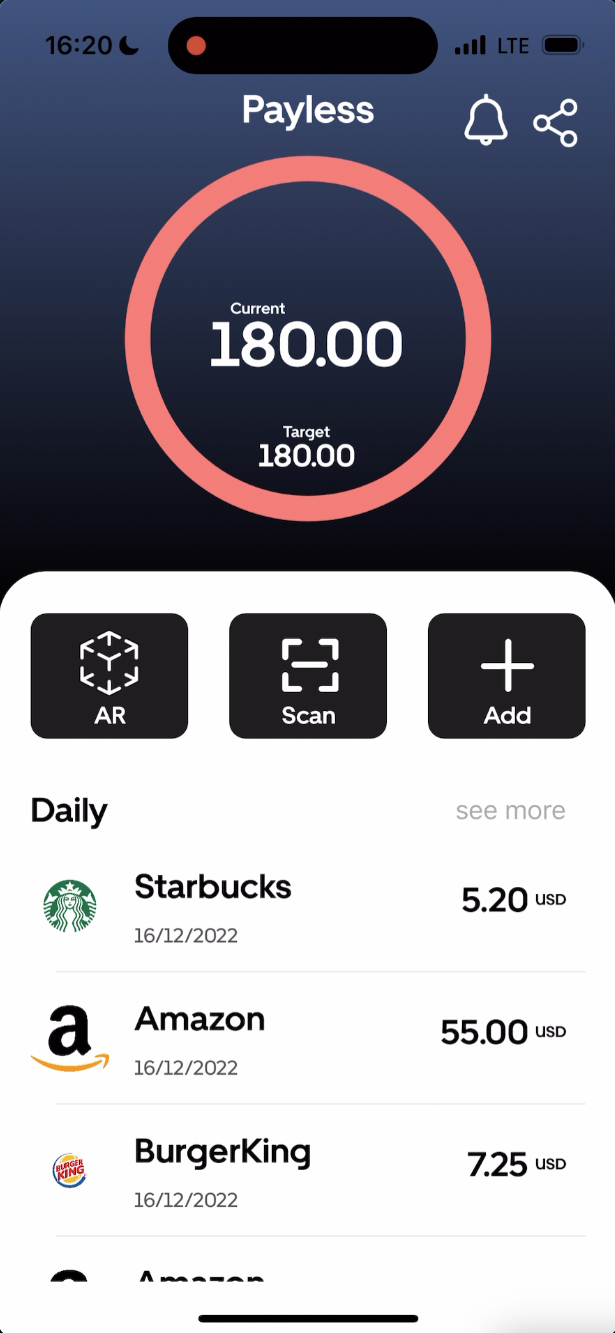 16:20
LTE
Payless
Current
180.00
Target
180.00
AR
Scan
Add
Daily
see more
Starbucks
5.20 USD
16/12/2022
a
Amazon
55.00 USD
16/12/2022
BURGER
KING
BurgerKing
7.25 USD
16/12/2022
Amazon